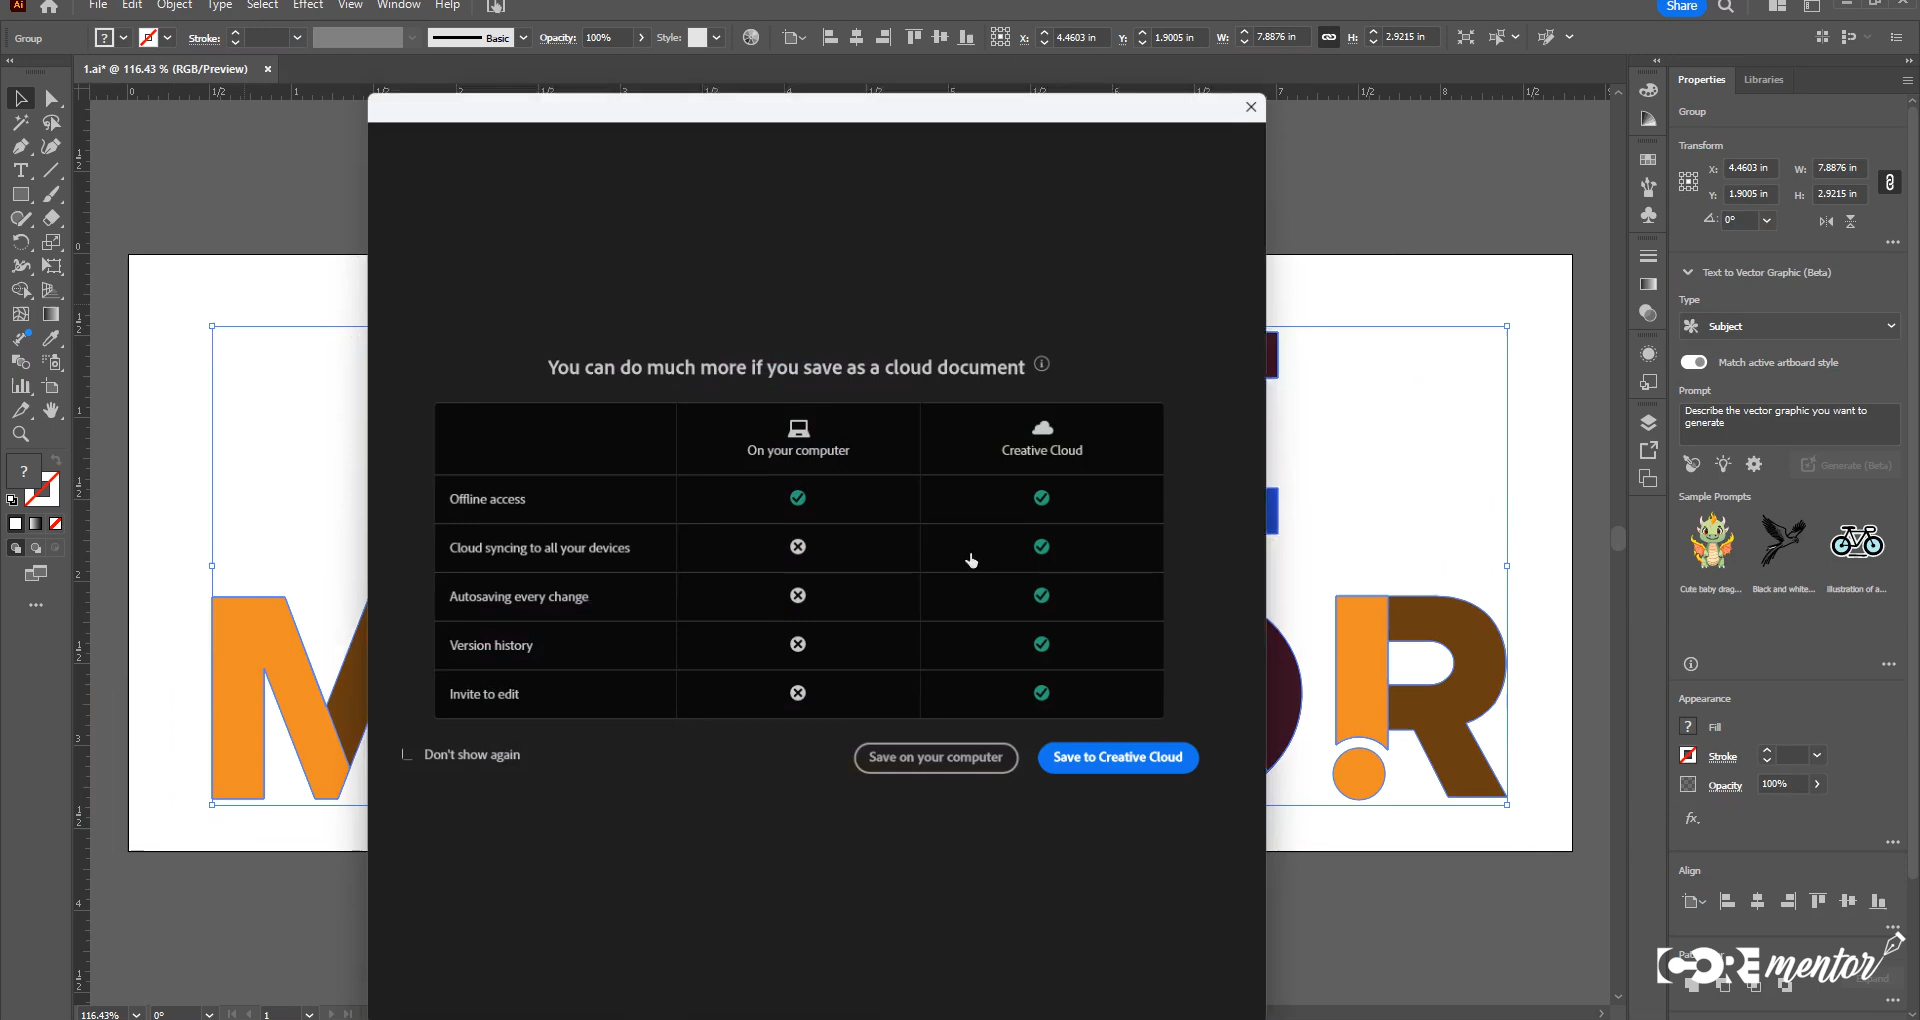 Ai File Edit Object Type Select Effect View Window Help Share
Group ? Stroke: Basic Opacity: 100% Style: X: 4.4603 in Y: 1.9005 in W: 7.8876 in H: 2.9215 in
1.ai* @ 116.43 % (RGB/Preview) ×
Properties Libraries
Group
Transform
X: 4.4603 in W: 7.8876 in
Y: 1.9005 in H: 2.9215 in
0°
Text to Vector Graphic (Beta)
Type
Subject
Match active artboard style
Prompt
Describe the vector graphic you want to
generate
Generate (Beta)
Sample Prompts
Cute baby drag... Black and white... Illustration of a...
Appearance
? Fill
Stroke
Opacity 100%
fx.
Align
You can do much more if you save as a cloud document
On your computer Creative Cloud
Offline access
Cloud syncing to all your devices
Autosaving every change
Version history
Invite to edit
Don't show again
Save on your computer
Save to Creative Cloud
M
R
CORE mentor
116.43% 0° 1